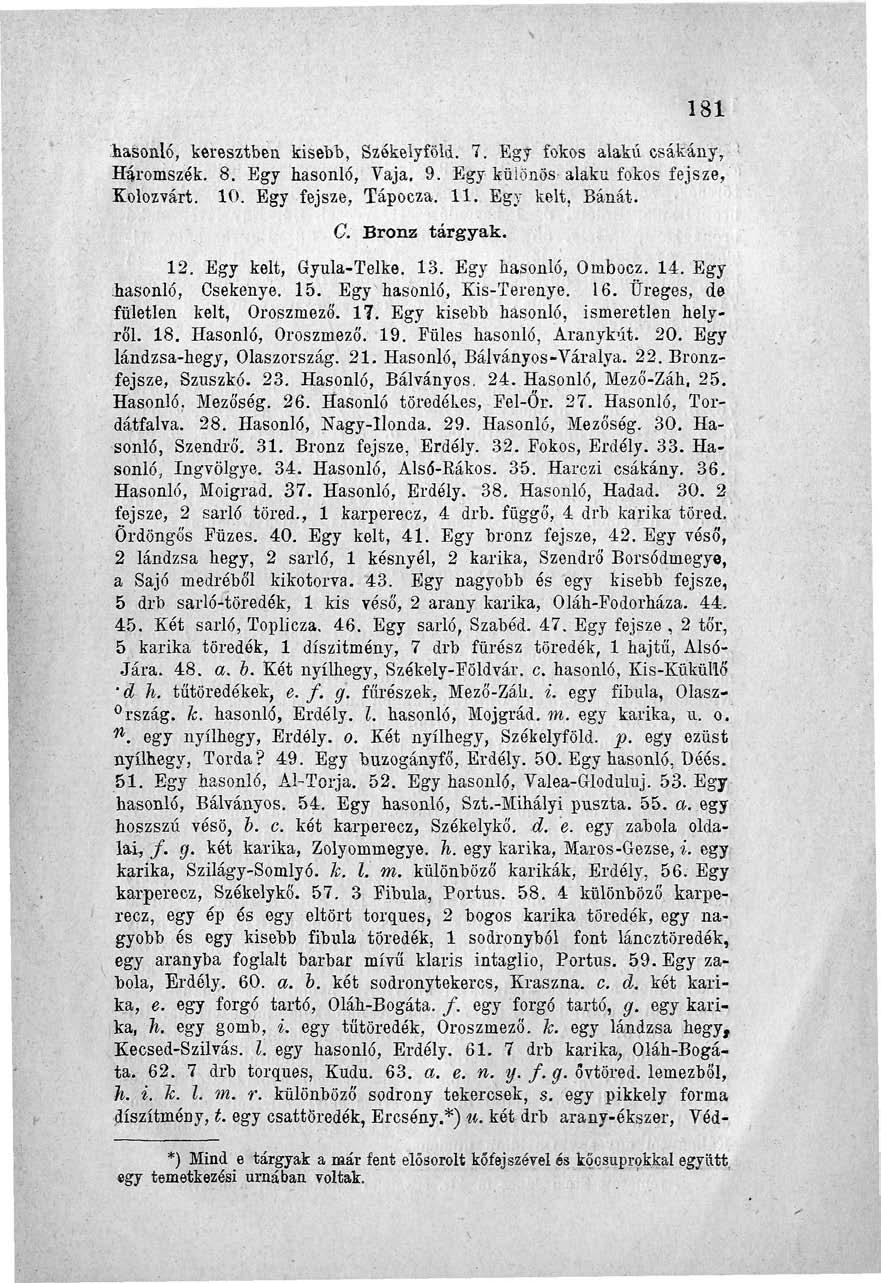 181
hasonló, keresztben kisebb, Székelyföld. 7. Egy fokos alakú csákány,
Háromszék. 8. Egy hasonló, Vaja. 9. Egy különös alaku fokos fejsze,
Kolozvárt. 10. Egy fejsze, Tápocza. 11. Egy kelt, Bánát.
C. Bronz tárgyak.
12. Egy kelt, Gyula-Telke. 13. Egy hasonló, Ombocz. 14. Egy
hasonló, Csekenye. 15. Egy hasonló, Kis-Terenye. 16. Üreges, de
fületlen kelt, Oroszmező. 17. Egy kisebb hasonló, ismeretlen hely-
ről. 18. Hasonló, Oroszmező. 19. Füles hasonló, Aranykút. 20. Egy
lándzsa-hegy, Olaszország. 21. Hasonló, Bálványos-Váralya. 22. Bronz-
fejsze, Szuszkó. 23. Hasonló, Bálványos. 24. Hasonló, Mező-Záh, 25.
Hasonló, Mezőség. 26. Hasonló töredékes, Fel-Őr. 27. Hasonló, Tor-
dátfalva. 28. Hasonló, Nagy-Ilonda. 29. Hasonló, Mezőség. 30. Ha-
sonló, Szendrő. 31. Bronz fejsze, Erdély. 32. Fokos, Erdély. 33. Ha-
sonló, Ingvölgye. 34. Hasonló, Alsó-Rákos. 35. Harczi csákány. 36.
Hasonló, Moigrad. 37. Hasonló, Erdély. 38. Hasonló, Hadad. 30. 2
fejsze, 2 sarló töred., 1 karperecz, 4 drb. függő, 4 drb karika töred.
Ördöngős Füzes. 40. Egy kelt, 41. Egy bronz fejsze, 42. Egy véső,
2 lándzsa hegy, 2 sarló, 1 késnyél, 2 karika, Szendrő Borsódmegye,
a Sajó medréből kikotorva. 43. Egy nagyobb és egy kisebb fejsze,
5 drb sarló-töredék, 1 kis véső, 2 arany karika, Oláh-Fodorháza. 44.
45. Két sarló, Toplicza. 46. Egy sarló, Szabéd. 47. Egy fejsze, 2 tőr,
5 karika töredék, 1 díszitmény, 7 drb fürész töredék, 1 hajtű, Alsó-
Jára. 48. a. b. Két nyílhegy, Székely-Földvár. c. hasonló, Kis-Küküllő
d h. tűtöredékek, e. f. g. fűrészek, Mező-Záh. i. egy fibula, Olasz-
ország. k. hasonló, Erdély. l. hasonló, Mojgrád. m. egy karika, u. o.
n. egy nyílhegy, Erdély. o. Két nyílhegy, Székelyföld. p. egy ezüst
nyílhegy, Torda? 49. Egy buzogányfő, Erdély. 50. Egy hasonló, Déés.
51. Egy hasonló, Al-Torja. 52. Egy hasonló, Valea-Gloduluj. 53. Egy
hasonló, Bálványos. 54. Egy hasonló, Szt.-Mihályi puszta. 55. a. egy
hoszszú véső, b. c. két karperecz, Székelykő. d. e. egy zabola olda-
lai, f. g. két karika, Zolyommegye. h. egy karika, Maros-Gezse, i. egy
karika, Szilágy-Somlyó. k. l. m. különböző karikák, Erdély, 56. Egy
karperecz, Székelykő. 57. 3 Fibula, Portus. 58. 4 különböző karpe-
recz, egy ép és egy eltört torques, 2 bogos karika töredék, egy na-
gyobb és egy kisebb fibula töredék, 1 sodronyból font láncztöredék,
egy aranyba foglalt barbar mívű klaris intaglio, Portus. 59. Egy za-
bola, Erdély. 60. a. b. két sodronytekercs, Kraszna. c. d. két kari-
ka, e. egy forgó tartó, Oláh-Bogáta. f. egy forgó tartó, g. egy kari-
ka, h. egy gomb, i. egy tűtöredék, Oroszmező. k. egy lándzsa hegy,
Kecsed-Szilvás. l. egy hasonló, Erdély. 61. 7 drb karika, Oláh-Bogá-
ta. 62. 7 drb torques, Kudu. 63. a. e. n. y. f. g. övtöred. lemezből,
h. i. k. l. m. r. különböző sodrony tekercsek, s. egy pikkely forma
díszítmény, t. egy csattöredék, Ercsény.*) u. két drb arany-ékszer, Véd-
*) Mind e tárgyak a már fent elősorolt kőfejszével és kőcsuprokkal együtt
egy temetkezési urnában voltak.